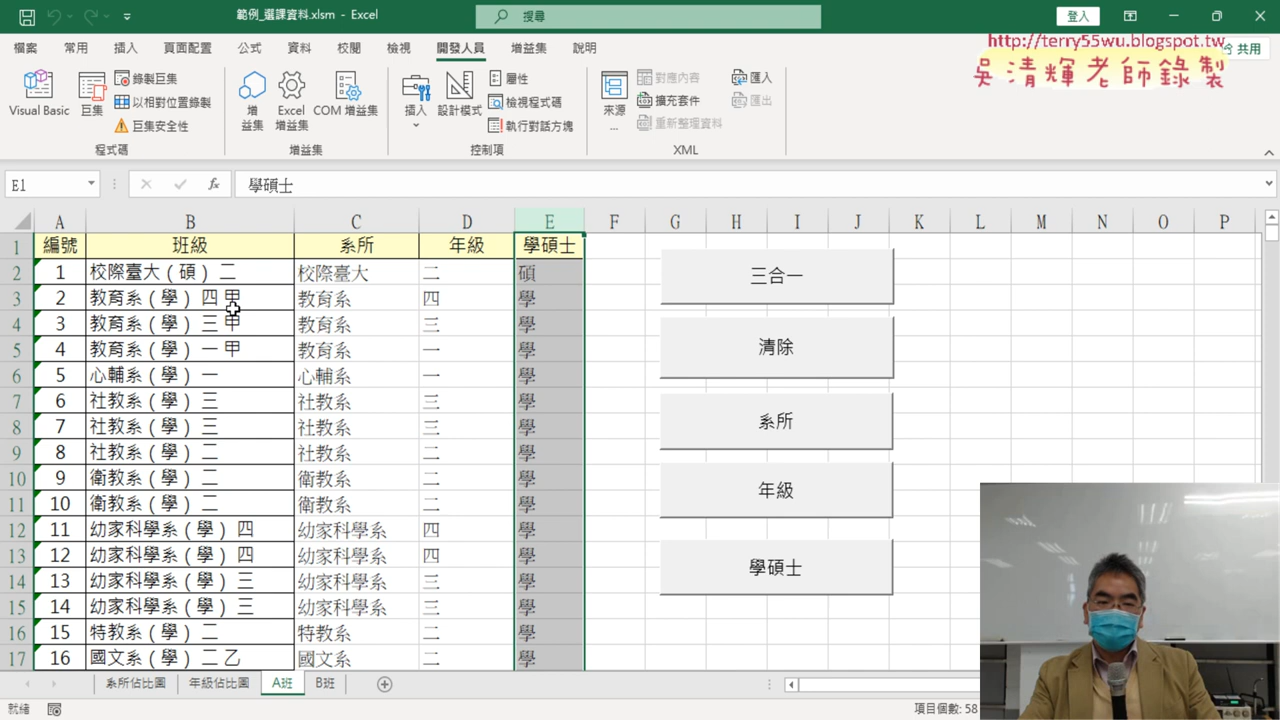 範例_選課資料.xlsm - Excel
搜尋
登入
檔案 常用 插入 頁面配置 公式 資料 校閱 檢視 開發人員 增益集 說明
共用
http://terry55wu.blogspot.tw
吳清輝老師錄製
Visual Basic
巨集
錄製巨集
以相對位置錄製
巨集安全性
程式碼
增益集
Excel 增益集
COM 增益集
增益集
插入
設計模式
屬性
檢視程式碼
執行對話方塊
控制項
來源...
對應內容
擴充套件
重新整理資料
匯入
匯出
XML
E1
fx
學碩士
A B C D E F G H I J K L M N O P
1 編號 班級 系所 年級 學碩士
2 1 校際臺大（碩）二 校際臺大 二 碩
3 2 教育系（學）四甲 教育系 四 學
4 3 教育系（學）三甲 教育系 三 學
5 4 教育系（學）一甲 教育系 一 學
6 5 心輔系（學）一 心輔系 一 學
7 6 社教系（學）三 社教系 三 學
8 7 社教系（學）三 社教系 三 學
9 8 社教系（學）二 社教系 二 學
10 9 衛教系（學）二 衛教系 二 學
11 10 衛教系（學）二 衛教系 二 學
12 11 幼家科學系（學）四 幼家科學系 四 學
13 12 幼家科學系（學）四 幼家科學系 四 學
14 13 幼家科學系（學）三 幼家科學系 三 學
15 14 幼家科學系（學）三 幼家科學系 三 學
16 15 特教系（學）二 特教系 二 學
17 16 國文系（學）二乙 國文系 二 學
三合一
清除
系所
年級
學碩士
系所佔比圖 年級佔比圖 A班 B班
就緒
項目個數: 58